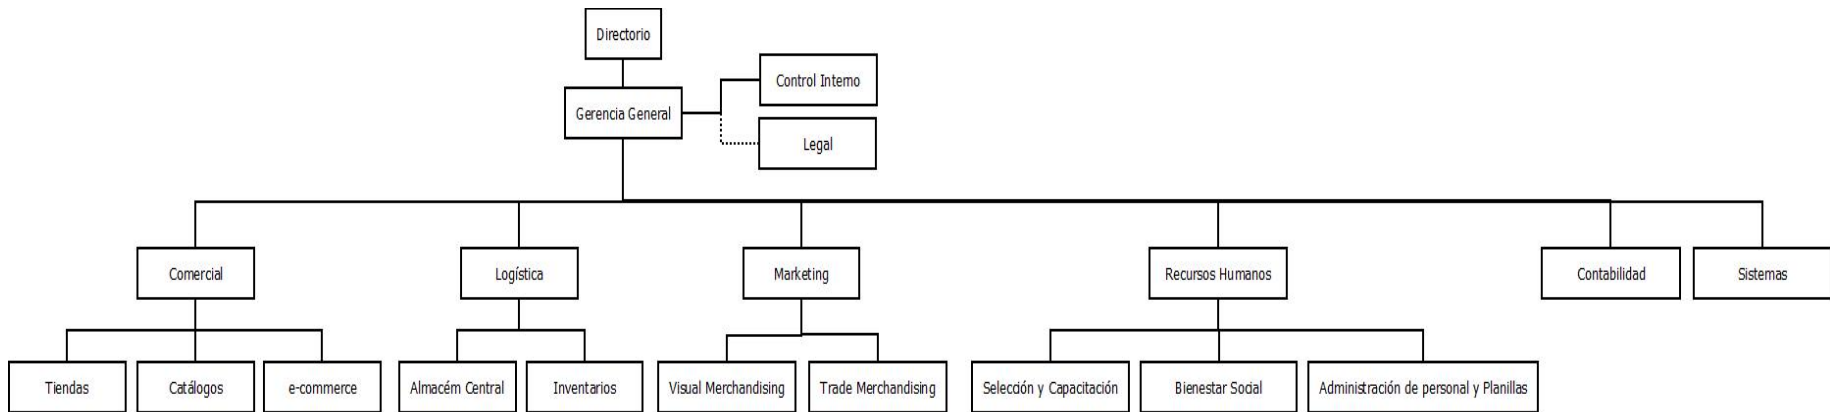 Directorio
Control Interno
Gerencia General
Legal
Comercial
Logística
Marketing
Recursos Humanos
Contabilidad
Sistemas
Tiendas
Catálogos
e-commerce
Almacém Central
Inventarios
Visual Merchandising
Trade Merchandising
Selección y Capacitación
Bienestar Social
Administración de personal y Planillas